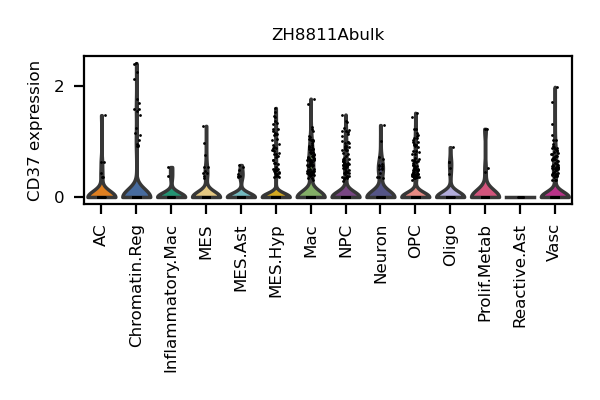 ZH8811Abulk
CD37 expression
2
0
AC
Chromatin.Reg
Inflammatory.Mac
MES
MES.Ast
MES.Hyp
Mac
NPC
Neuron
OPC
Oligo
Prolif.Metab
Reactive.Ast
Vasc